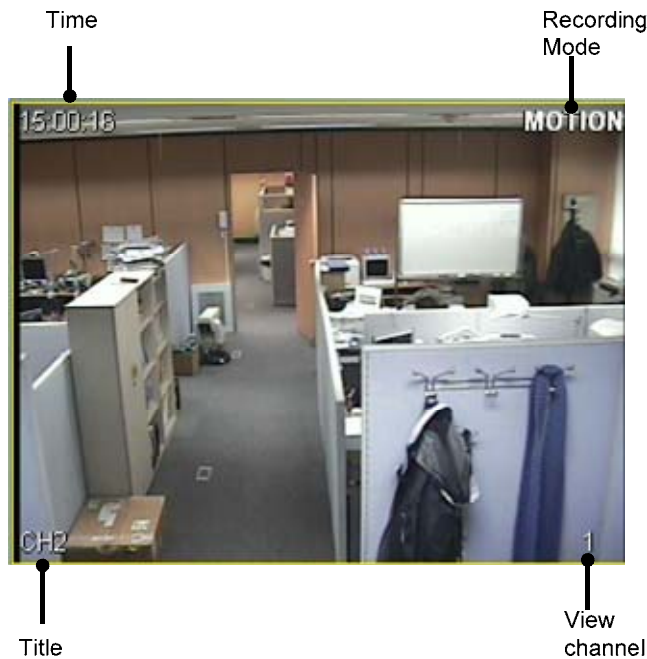 Time
Recording
Mode
15:00:16
MOTION
CH2
1
Title
View
channel